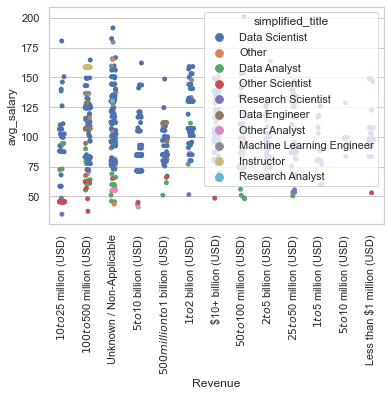 simplified_title
Data Scientist
Other
Data Analyst
Other Scientist
Research Scientist
Data Engineer
Other Analyst
Machine Learning Engineer
Instructor
Research Analyst
200
175
150
125
100
75
50
avg_salary
10to25 million (USD)
100to500 million (USD)
Unknown / Non-Applicable
5to10 billion (USD)
500millionto1 billion (USD)
1to2 billion (USD)
$10+ billion (USD)
50to100 million (USD)
2to5 billion (USD)
25to50 million (USD)
1to5 million (USD)
5to10 million (USD)
Less than $1 million (USD)
Revenue